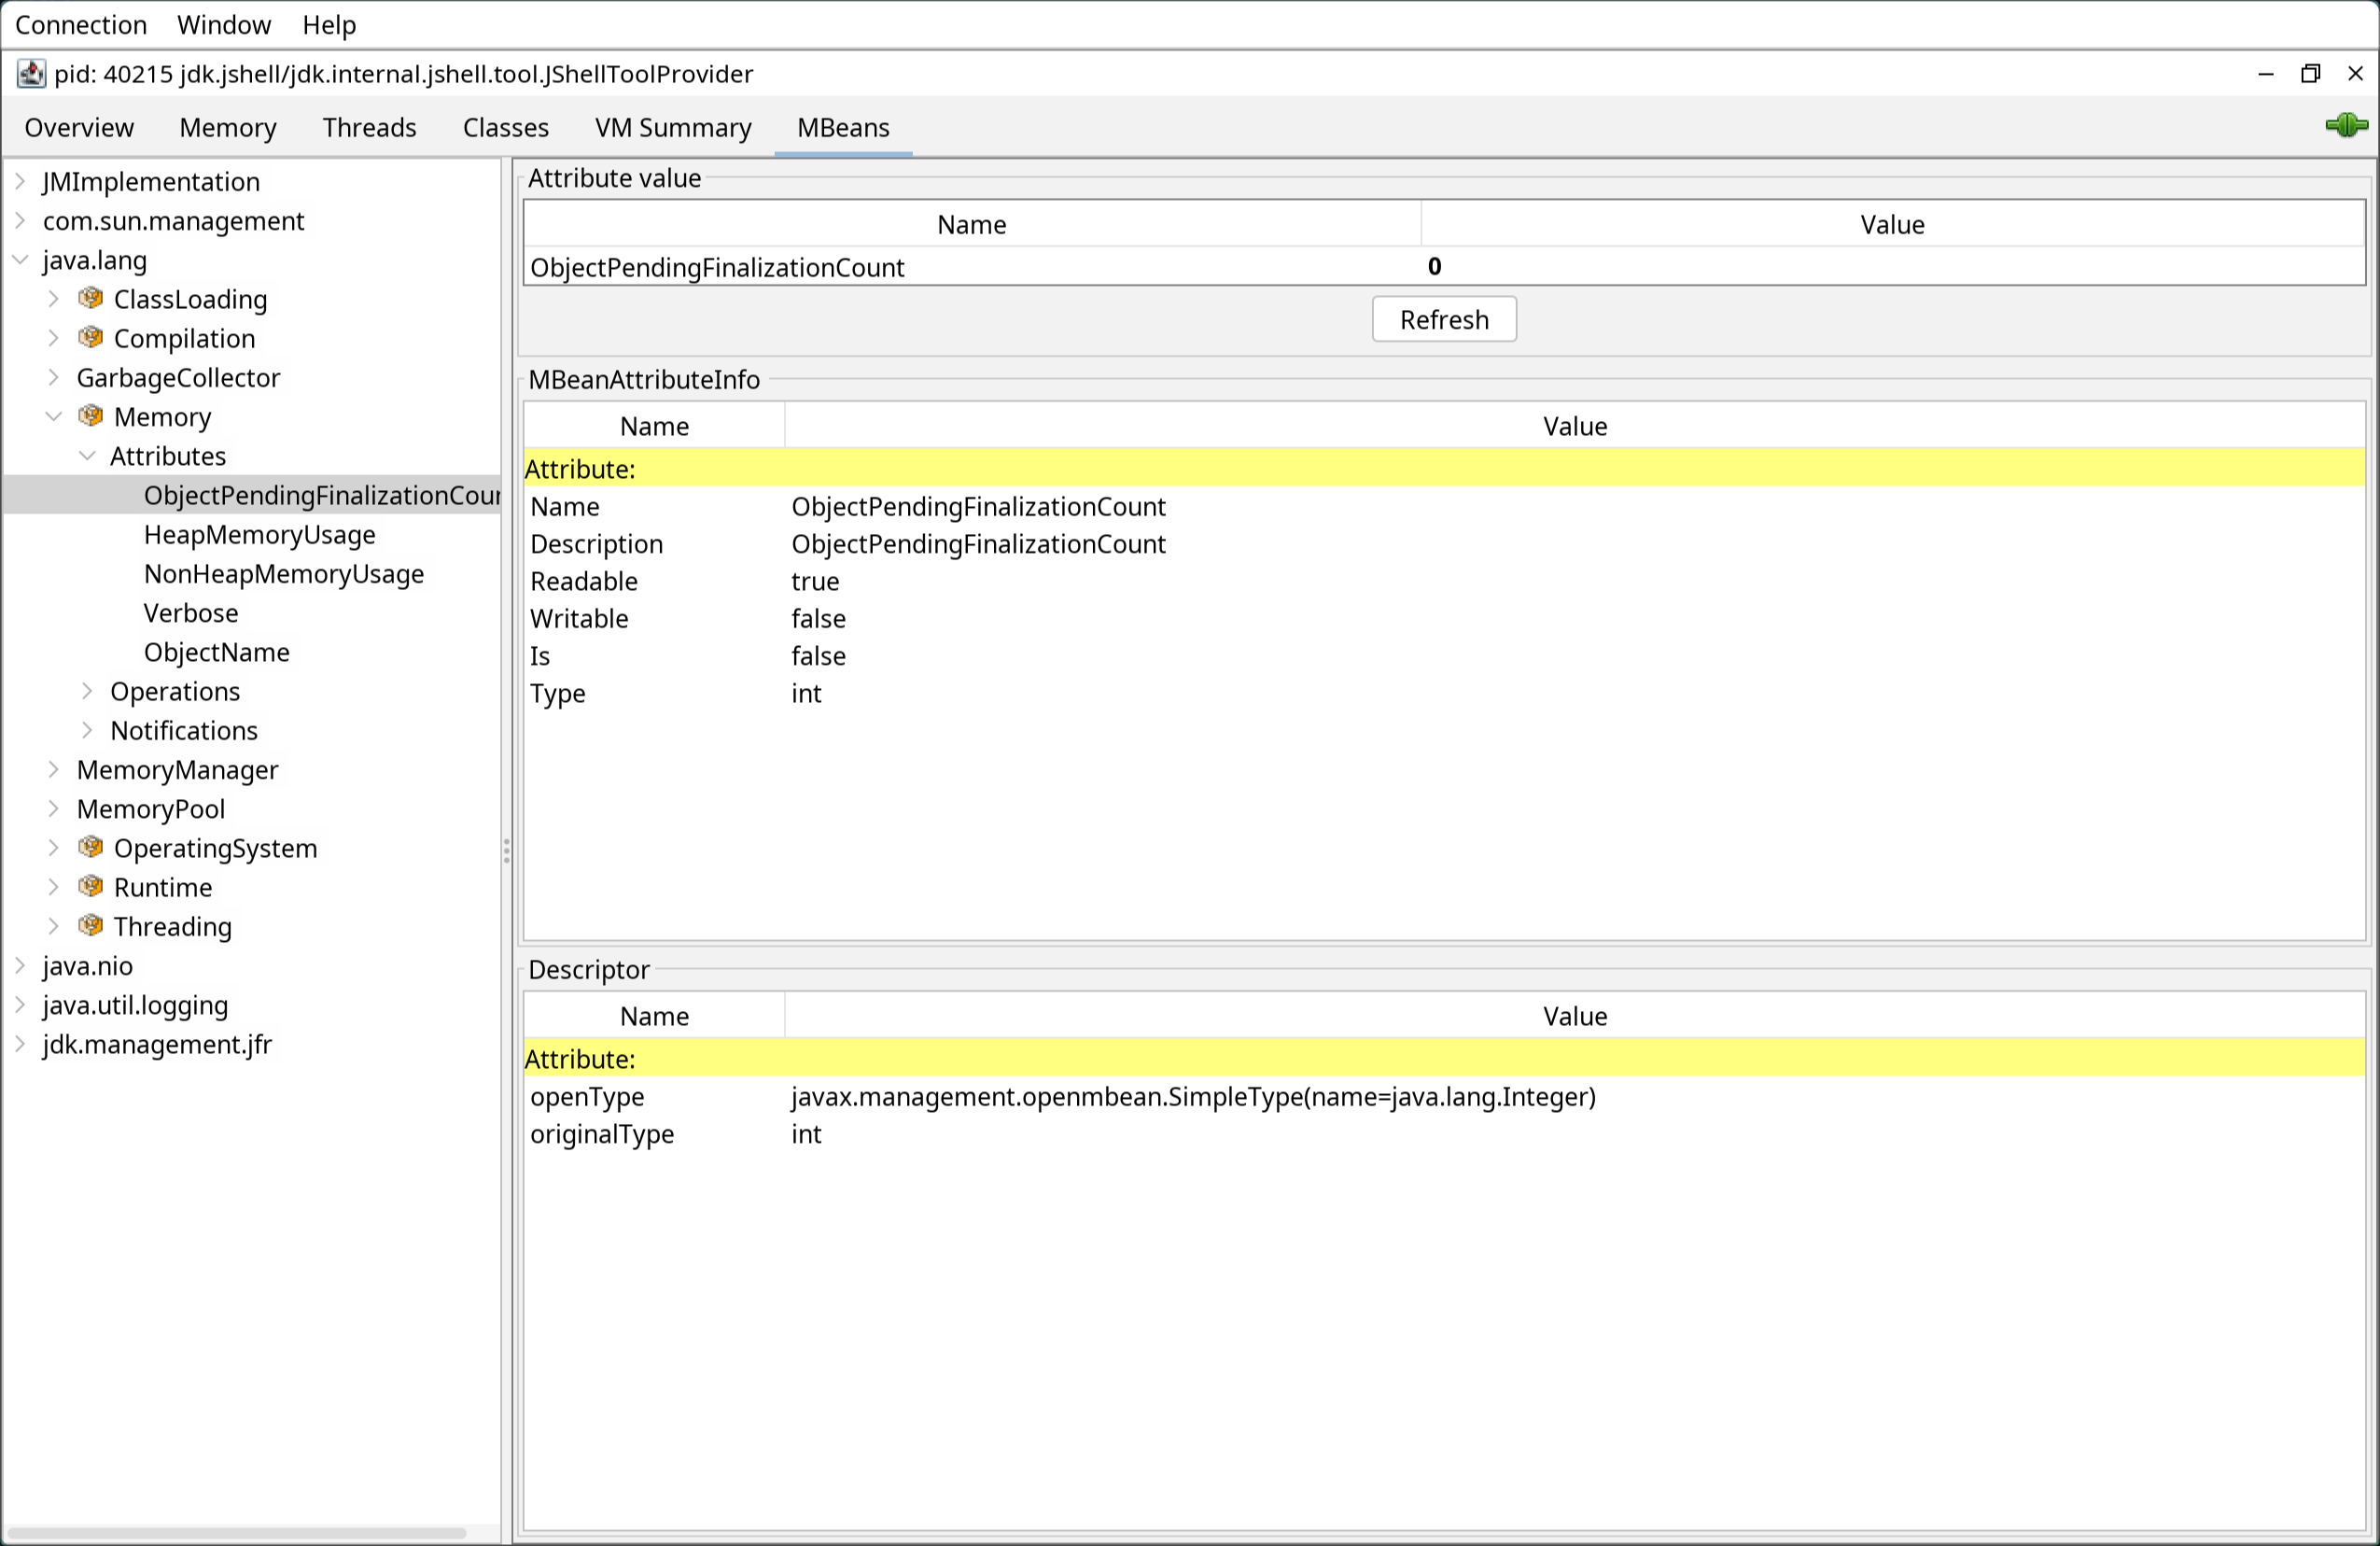 Connection Window Help
pid: 40215 jdk.jshell/jdk.internal.jshell.tool.JShellToolProvider
Overview Memory Threads Classes VM Summary MBeans
JMImplementation
com.sun.management
java.lang
ClassLoading
Compilation
GarbageCollector
Memory
Attributes
ObjectPendingFinalizationCour
HeapMemoryUsage
NonHeapMemoryUsage
Verbose
ObjectName
Operations
Notifications
MemoryManager
MemoryPool
OperatingSystem
Runtime
Threading
java.nio
java.util.logging
jdk.management.jfr
Attribute value
Name Value
ObjectPendingFinalizationCount 0
Refresh
MBeanAttributeInfo
Name Value
Attribute:
Name ObjectPendingFinalizationCount
Description ObjectPendingFinalizationCount
Readable true
Writable false
Is false
Type int
Descriptor
Name Value
Attribute:
openType javax.management.openmbean.SimpleType(name=java.lang.Integer)
originalType int